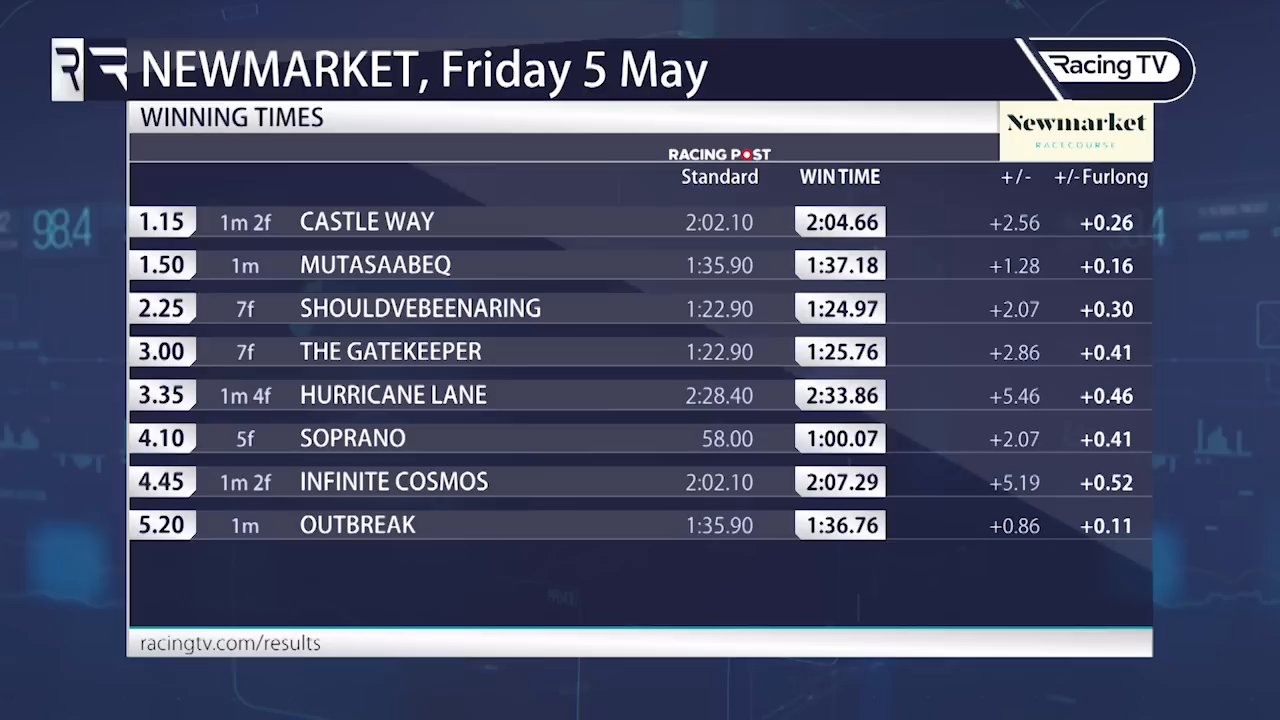 NEWMARKET, Friday 5 May
Racing TV
WINNING TIMES
Newmarket
RACECOURSE
RACING POST
Standard WIN TIME +/- +/-Furlong
1.15 1m 2f CASTLE WAY 2:02.10 2:04.66 +2.56 +0.26
1.50 1m MUTASAABEQ 1:35.90 1:37.18 +1.28 +0.16
2.25 7f SHOULDVEBEENARING 1:22.90 1:24.97 +2.07 +0.30
3.00 7f THE GATEKEEPER 1:22.90 1:25.76 +2.86 +0.41
3.35 1m 4f HURRICANE LANE 2:28.40 2:33.86 +5.46 +0.46
4.10 5f SOPRANO 58.00 1:00.07 +2.07 +0.41
4.45 1m 2f INFINITE COSMOS 2:02.10 2:07.29 +5.19 +0.52
5.20 1m OUTBREAK 1:35.90 1:36.76 +0.86 +0.11
98.4
racingtv.com/results